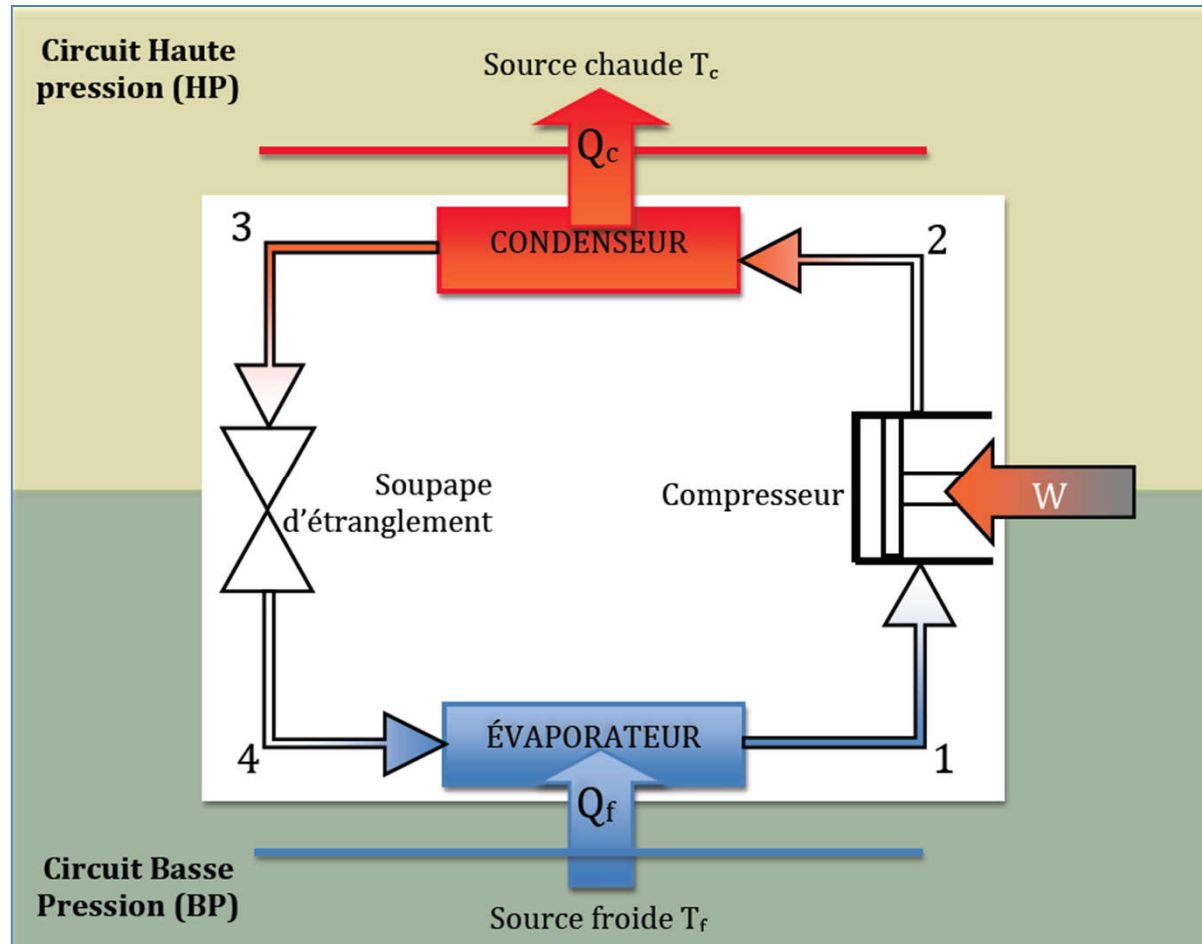 Circuit Haute
pression (HP)
Source chaude Tc
Qc
3
CONDENSEUR
2
Soupape
d'étranglement
Compresseur
W
4
ÉVAPORATEUR
1
Qf
Circuit Basse
Pression (BP)
Source froide Tf